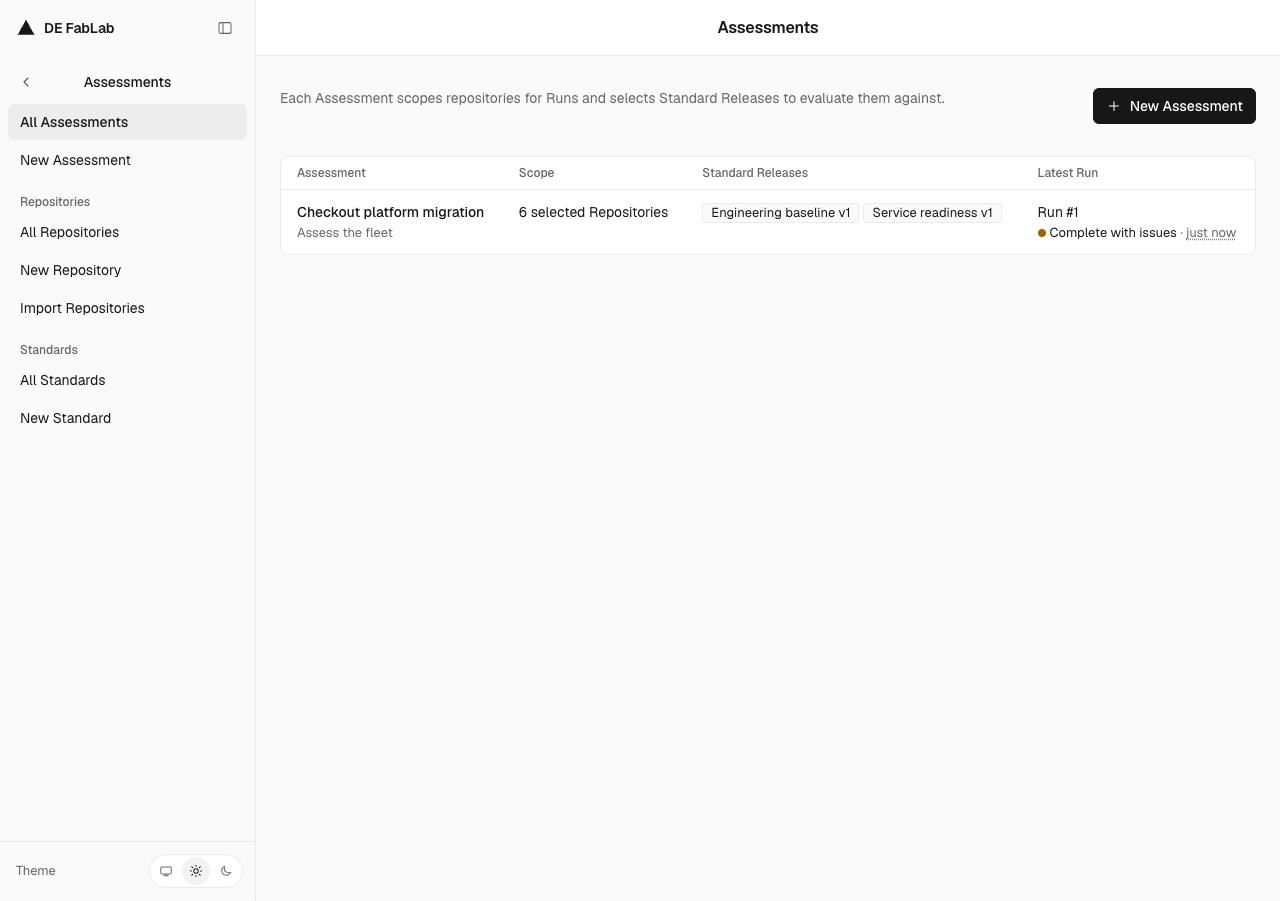 DE FabLab
Assessments
All Assessments
New Assessment
Repositories
All Repositories
New Repository
Import Repositories
Standards
All Standards
New Standard
Theme
Assessments
Each Assessment scopes repositories for Runs and selects Standard Releases to evaluate them against.
New Assessment
Assessment Scope Standard Releases Latest Run
Checkout platform migration 6 selected Repositories Engineering baseline v1 Service readiness v1 Run #1
Assess the fleet Complete with issues · just now